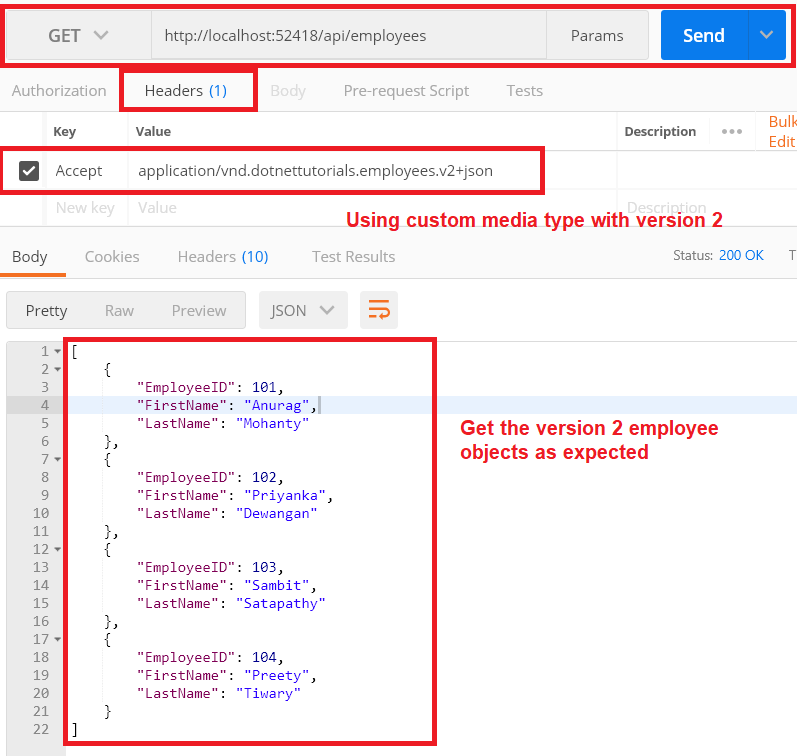 GET http://localhost:52418/api/employees Params Send
Authorization Headers (1) Body Pre-request Script Tests
Key Value Description ••• Bulk
Edit
Accept application/vnd.dotnettutorials.employees.v2+json
New key Value Description
Using custom media type with version 2
Body Cookies Headers (10) Test Results Status: 200 OK T
Pretty Raw Preview JSON
1 [
2 {
3 "EmployeeID": 101,
4 "FirstName": "Anurag",
5 "LastName": "Mohanty"
6 },
7 {
8 "EmployeeID": 102,
9 "FirstName": "Priyanka",
10 "LastName": "Dewangan"
11 },
12 {
13 "EmployeeID": 103,
14 "FirstName": "Sambit",
15 "LastName": "Satapathy"
16 },
17 {
18 "EmployeeID": 104,
19 "FirstName": "Preety",
20 "LastName": "Tiwary"
21 }
22 ]
Get the version 2 employee
objects as expected